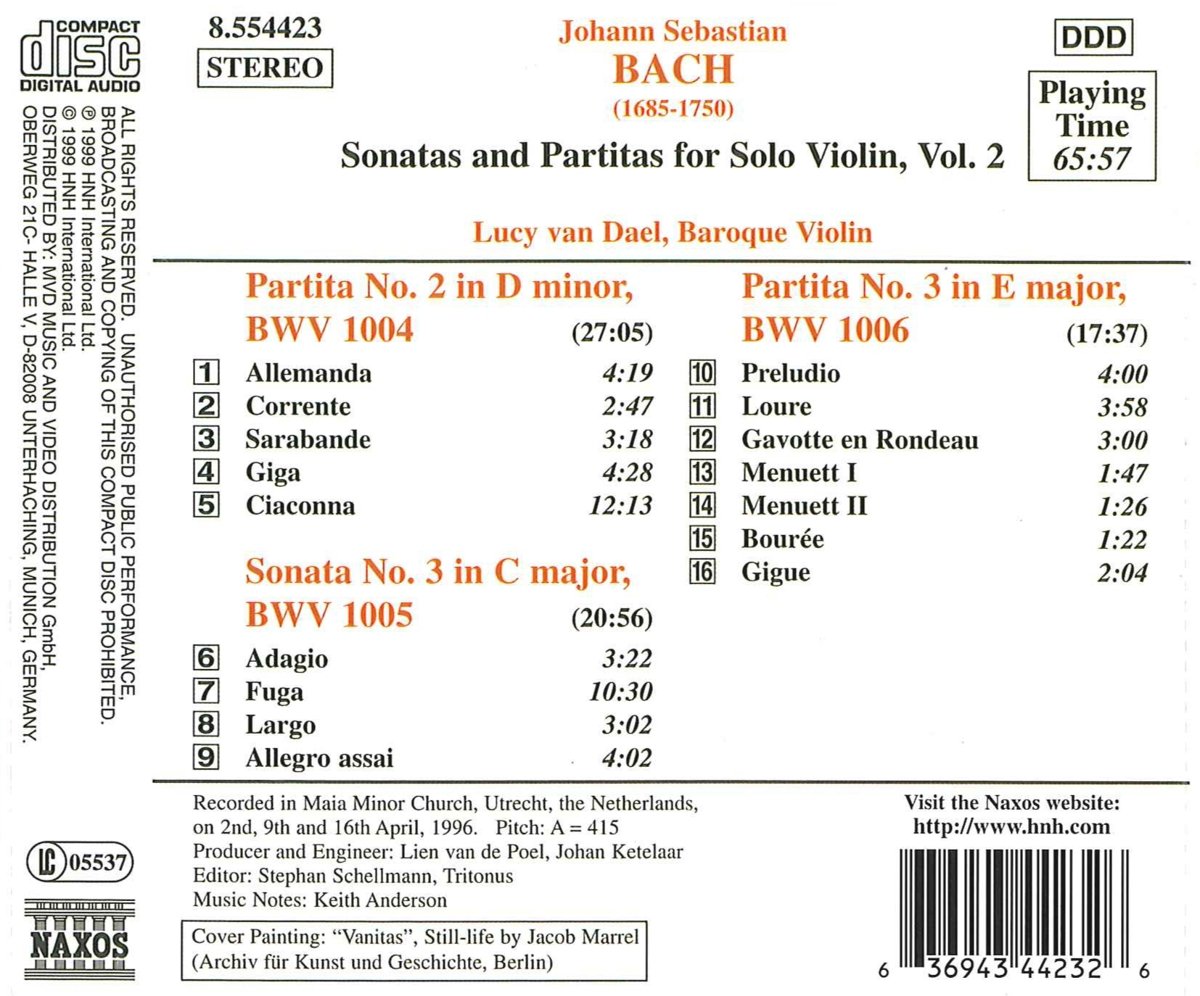 COMPACT
disc
DIGITAL AUDIO
ALL RIGHTS RESERVED. UNAUTHORISED PUBLIC PERFORMANCE,
BROADCASTING AND COPYING OF THIS COMPACT DISC PROHIBITED.
℗ 1999 HNH International Ltd.
© 1999 HNH International Ltd.
DISTRIBUTED BY: MVD MUSIC AND VIDEO DISTRIBUTION GmbH,
OBERWEG 21C- HALLE V, D-82008 UNTERHACHING, MUNICH, GERMANY.
LC 05537
NAXOS
8.554423
STEREO
Johann Sebastian
BACH
(1685-1750)
Sonatas and Partitas for Solo Violin, Vol. 2
DDD
Playing
Time
65:57
Lucy van Dael, Baroque Violin
Partita No. 2 in D minor,
BWV 1004 (27:05)
1 Allemanda 4:19
2 Corrente 2:47
3 Sarabande 3:18
4 Giga 4:28
5 Ciaconna 12:13
Sonata No. 3 in C major,
BWV 1005 (20:56)
6 Adagio 3:22
7 Fuga 10:30
8 Largo 3:02
9 Allegro assai 4:02
Partita No. 3 in E major,
BWV 1006 (17:37)
10 Preludio 4:00
11 Loure 3:58
12 Gavotte en Rondeau 3:00
13 Menuett I 1:47
14 Menuett II 1:26
15 Bourée 1:22
16 Gigue 2:04
Recorded in Maia Minor Church, Utrecht, the Netherlands,
on 2nd, 9th and 16th April, 1996. Pitch: A = 415
Producer and Engineer: Lien van de Poel, Johan Ketelaar
Editor: Stephan Schellmann, Tritonus
Music Notes: Keith Anderson
Cover Painting: “Vanitas”, Still-life by Jacob Marrel
(Archiv für Kunst und Geschichte, Berlin)
Visit the Naxos website:
http://www.hnh.com
6 36943 44232 6